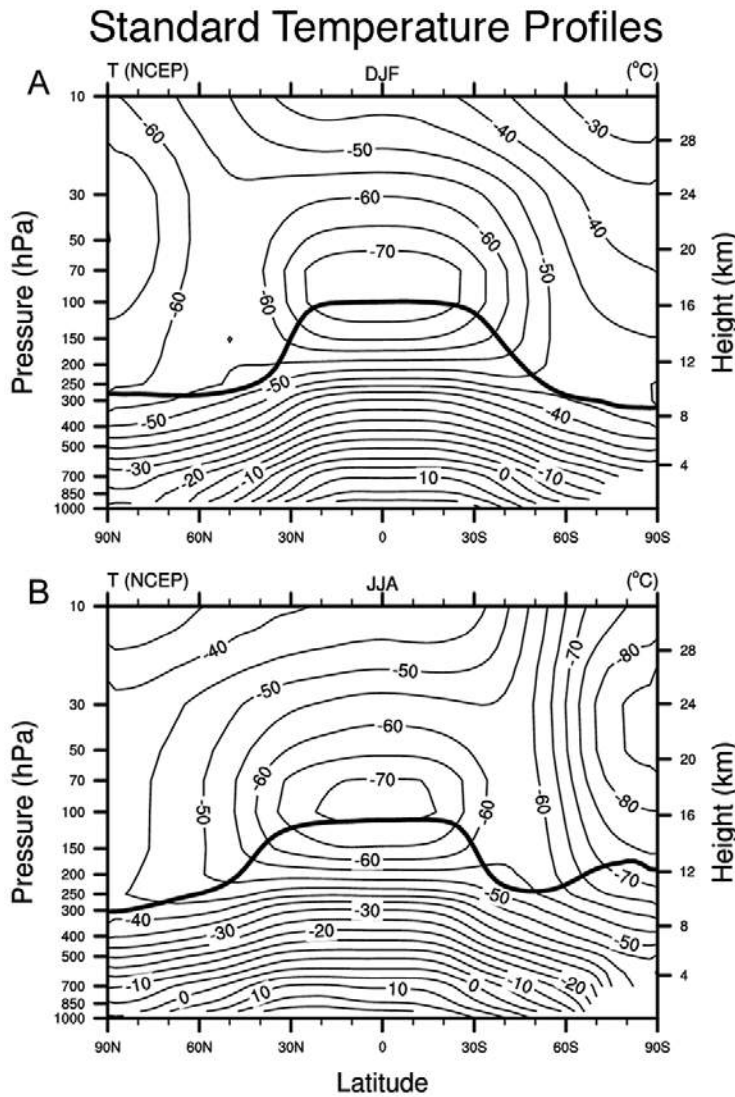 Standard Temperature Profiles
A
T (NCEP) DJF (°C)
10
30
50
70
100
150
200
250
300
400
500
700
850
1000
Pressure (hPa)
-60 -50 -40 -30
-60 -60 -40
-70 -50
-60 -60
-50 -50 -40
-30 -20 -10 10 0 -10
28
24
20
16
12
8
4
Height (km)
90N 60N 30N 0 30S 60S 90S
B
T (NCEP) JJA (°C)
10
30
50
70
100
150
200
250
300
400
500
700
850
1000
Pressure (hPa)
-40 -50 -70 -80
-50 -60
-60 -70
-50 -60 -60 -80
-60 -70
-40 -30 -50 -50
-20
-10 0 10 10 0 -10 -20
28
24
20
16
12
8
4
Height (km)
90N 60N 30N 0 30S 60S 90S
Latitude